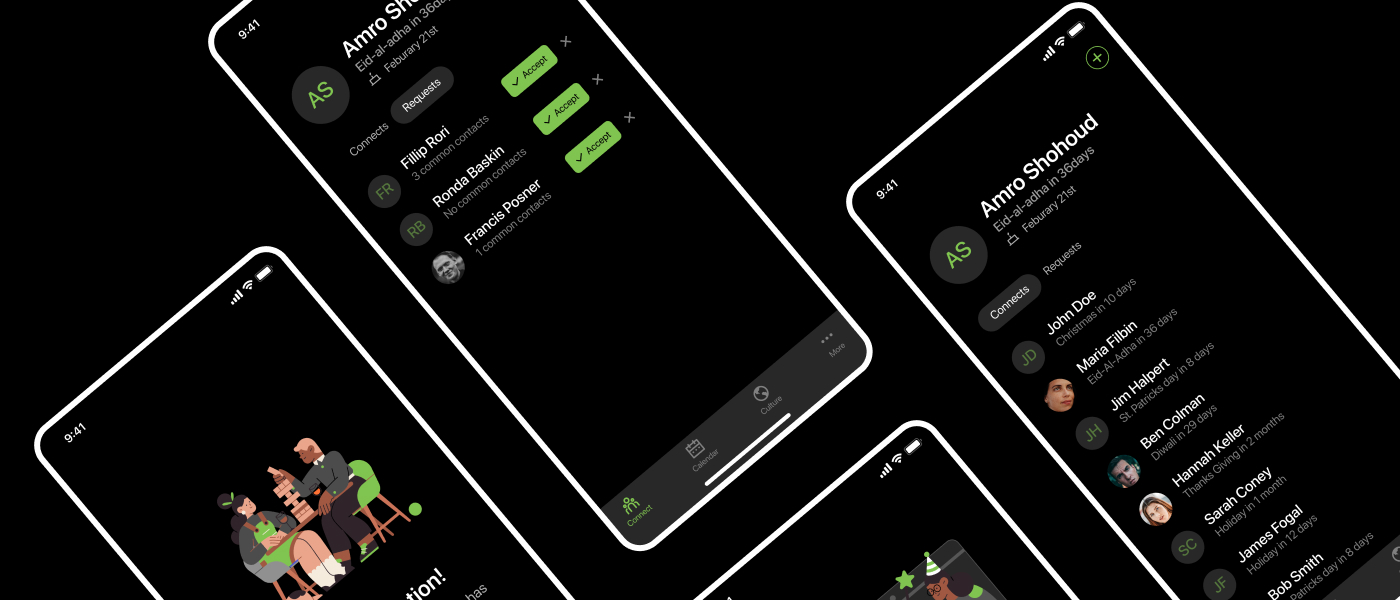 9:41
Amro Sho
Eid-al-adha in 36day
Feburary 21st
AS
Connects
Requests
Fillip Rori
3 common contacts
Accept
FR
Ronda Baskin
No common contacts
Accept
RB
Francis Posner
1 common contacts
Accept
Connect
Calendar
Culture
More
9:41
Amro Shohoud
Eid-al-adha in 36days
Feburary 21st
AS
Connects
Requests
John Doe
Christmas in 10 days
JD
Maria Filbin
Eid-Al-Adha in 36 days
Jim Halpert
St. Patricks day in 8 days
JH
Ben Colman
Diwali in 29 days
Hannah Keller
Thanks Giving in 2 months
Sarah Coney
Holiday in 1 month
SC
James Fogal
Holiday in 12 days
JF
Bob Smith
Patricks day in 8 days
9:41
tion!
has